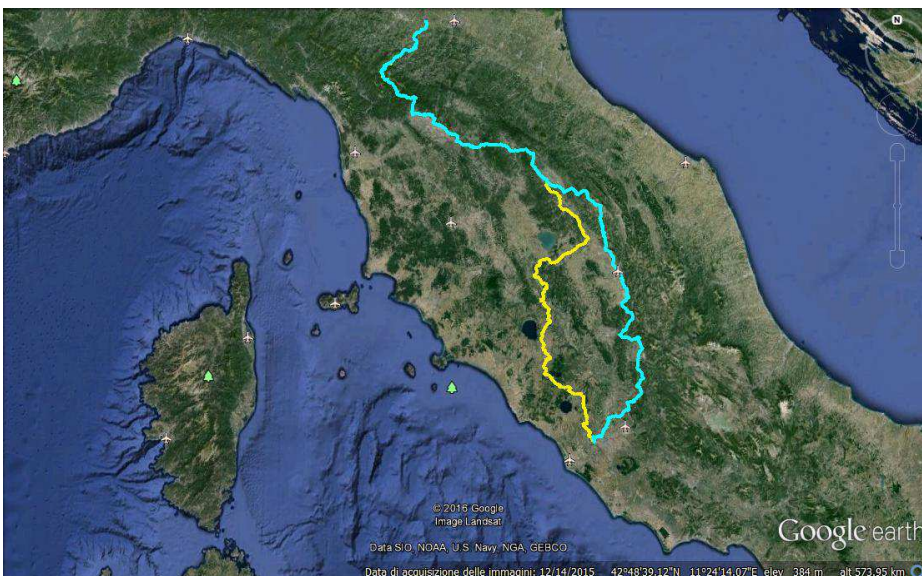 N
© 2016 Google
Image Landsat
Data SIO, NOAA, U.S. Navy, NGA, GEBCO
Google earth
Data di acquisizione delle immagini: 12/14/2015 42°48'39.12"N 11°24'14.07"E elev 384 m alt 573.95 km